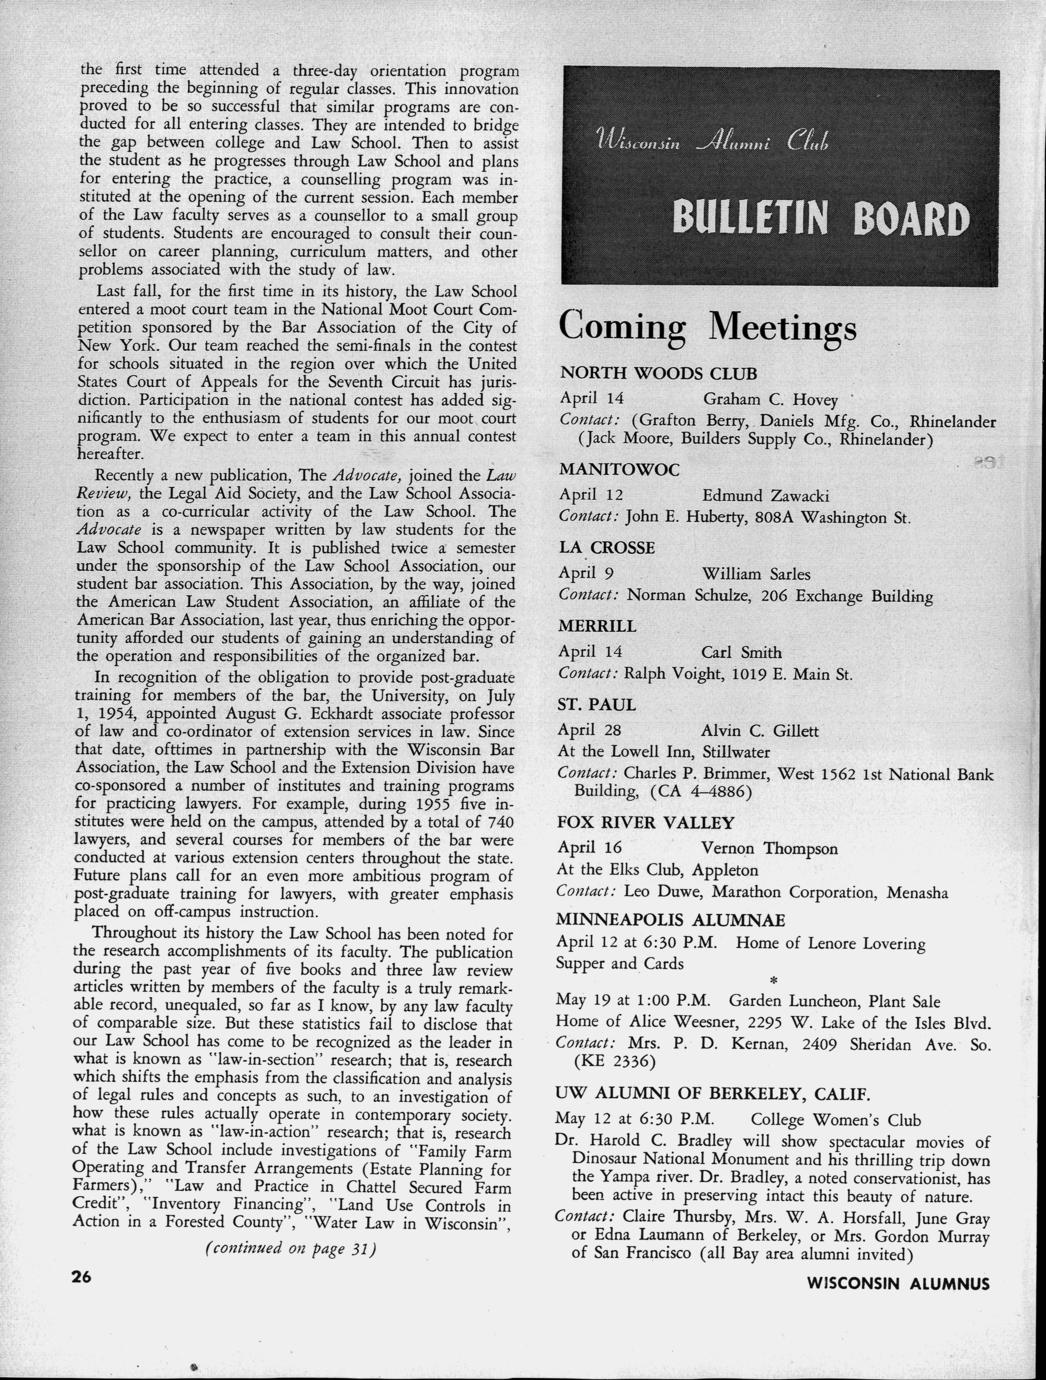 the first time attended a three-day orientation program
preceding the beginning of regular classes. This innovation
proved to be so successful that similar programs are con-
ducted for all entering classes. They are intended to bridge
the gap between college and Law School. Then to assist
the student as he progresses through Law School and plans
for entering the practice, a counselling program was in-
stituted at the opening of the current session. Each member
of the Law faculty serves as a counsellor to a small group
of students. Students are encouraged to consult their coun-
sellor on career planning, curriculum matters, and other
problems associated with the study of law.
Last fall, for the first time in its history, the Law School
entered a moot court team in the National Moot Court Com-
petition sponsored by the Bar Association of the City of
New York. Our team reached the semi-finals in the contest
for schools situated in the region over which the United
States Court of Appeals for the Seventh Circuit has juris-
diction. Participation in the national contest has added sig-
nificantly to the enthusiasm of students for our moot court
program. We expect to enter a team in this annual contest
hereafter.
Recently a new publication, The Advocate, joined the Law
Review, the Legal Aid Society, and the Law School Associa-
tion as a co-curricular activity of the Law School. The
Advocate is a newspaper written by law students for the
Law School community. It is published twice a semester
under the sponsorship of the Law School Association, our
student bar association. This Association, by the way, joined
the American Law Student Association, an affiliate of the
American Bar Association, last year, thus enriching the oppor-
tunity afforded our students of gaining an understanding of
the operation and responsibilities of the organized bar.
In recognition of the obligation to provide post-graduate
training for members of the bar, the University, on July
1, 1954, appointed August G. Eckhardt associate professor
of law and co-ordinator of extension services in law. Since
that date, ofttimes in partnership with the Wisconsin Bar
Association, the Law School and the Extension Division have
co-sponsored a number of institutes and training programs
for practicing lawyers. For example, during 1955 five in-
stitutes were held on the campus, attended by a total of 740
lawyers, and several courses for members of the bar were
conducted at various extension centers throughout the state.
Future plans call for an even more ambitious program of
post-graduate training for lawyers, with greater emphasis
placed on off-campus instruction.
Throughout its history the Law School has been noted for
the research accomplishments of its faculty. The publication
during the past year of five books and three law review
articles written by members of the faculty is a truly remark-
able record, unequaled, so far as I know, by any law faculty
of comparable size. But these statistics fail to disclose that
our Law School has come to be recognized as the leader in
what is known as "law-in-section" research; that is, research
which shifts the emphasis from the classification and analysis
of legal rules and concepts as such, to an investigation of
how these rules actually operate in contemporary society.
what is known as "law-in-action" research; that is, research
of the Law School include investigations of "Family Farm
Operating and Transfer Arrangements (Estate Planning for
Farmers)," "Law and Practice in Chattel Secured Farm
Credit", "Inventory Financing", "Land Use Controls in
Action in a Forested County", "Water Law in Wisconsin",
(continued on page 31)
26
Wisconsin Alumni Club
BULLETIN BOARD
Coming Meetings
NORTH WOODS CLUB
April 14 Graham C. Hovey
Contact: (Grafton Berry, Daniels Mfg. Co., Rhinelander
(Jack Moore, Builders Supply Co., Rhinelander)
MANITOWOC
April 12 Edmund Zawacki
Contact: John E. Huberty, 808A Washington St.
LA CROSSE
April 9 William Sarles
Contact: Norman Schulze, 206 Exchange Building
MERRILL
April 14 Carl Smith
Contact: Ralph Voight, 1019 E. Main St.
ST. PAUL
April 28 Alvin C. Gillett
At the Lowell Inn, Stillwater
Contact: Charles P. Brimmer, West 1562 1st National Bank
Building, (CA 4–4886)
FOX RIVER VALLEY
April 16 Vernon Thompson
At the Elks Club, Appleton
Contact: Leo Duwe, Marathon Corporation, Menasha
MINNEAPOLIS ALUMNAE
April 12 at 6:30 P.M. Home of Lenore Lovering
Supper and Cards
*
May 19 at 1:00 P.M. Garden Luncheon, Plant Sale
Home of Alice Weesner, 2295 W. Lake of the Isles Blvd.
Contact: Mrs. P. D. Kernan, 2409 Sheridan Ave. So.
(KE 2336)
UW ALUMNI OF BERKELEY, CALIF.
May 12 at 6:30 P.M. College Women's Club
Dr. Harold C. Bradley will show spectacular movies of
Dinosaur National Monument and his thrilling trip down
the Yampa river. Dr. Bradley, a noted conservationist, has
been active in preserving intact this beauty of nature.
Contact: Claire Thursby, Mrs. W. A. Horsfall, June Gray
or Edna Laumann of Berkeley, or Mrs. Gordon Murray
of San Francisco (all Bay area alumni invited)
WISCONSIN ALUMNUS